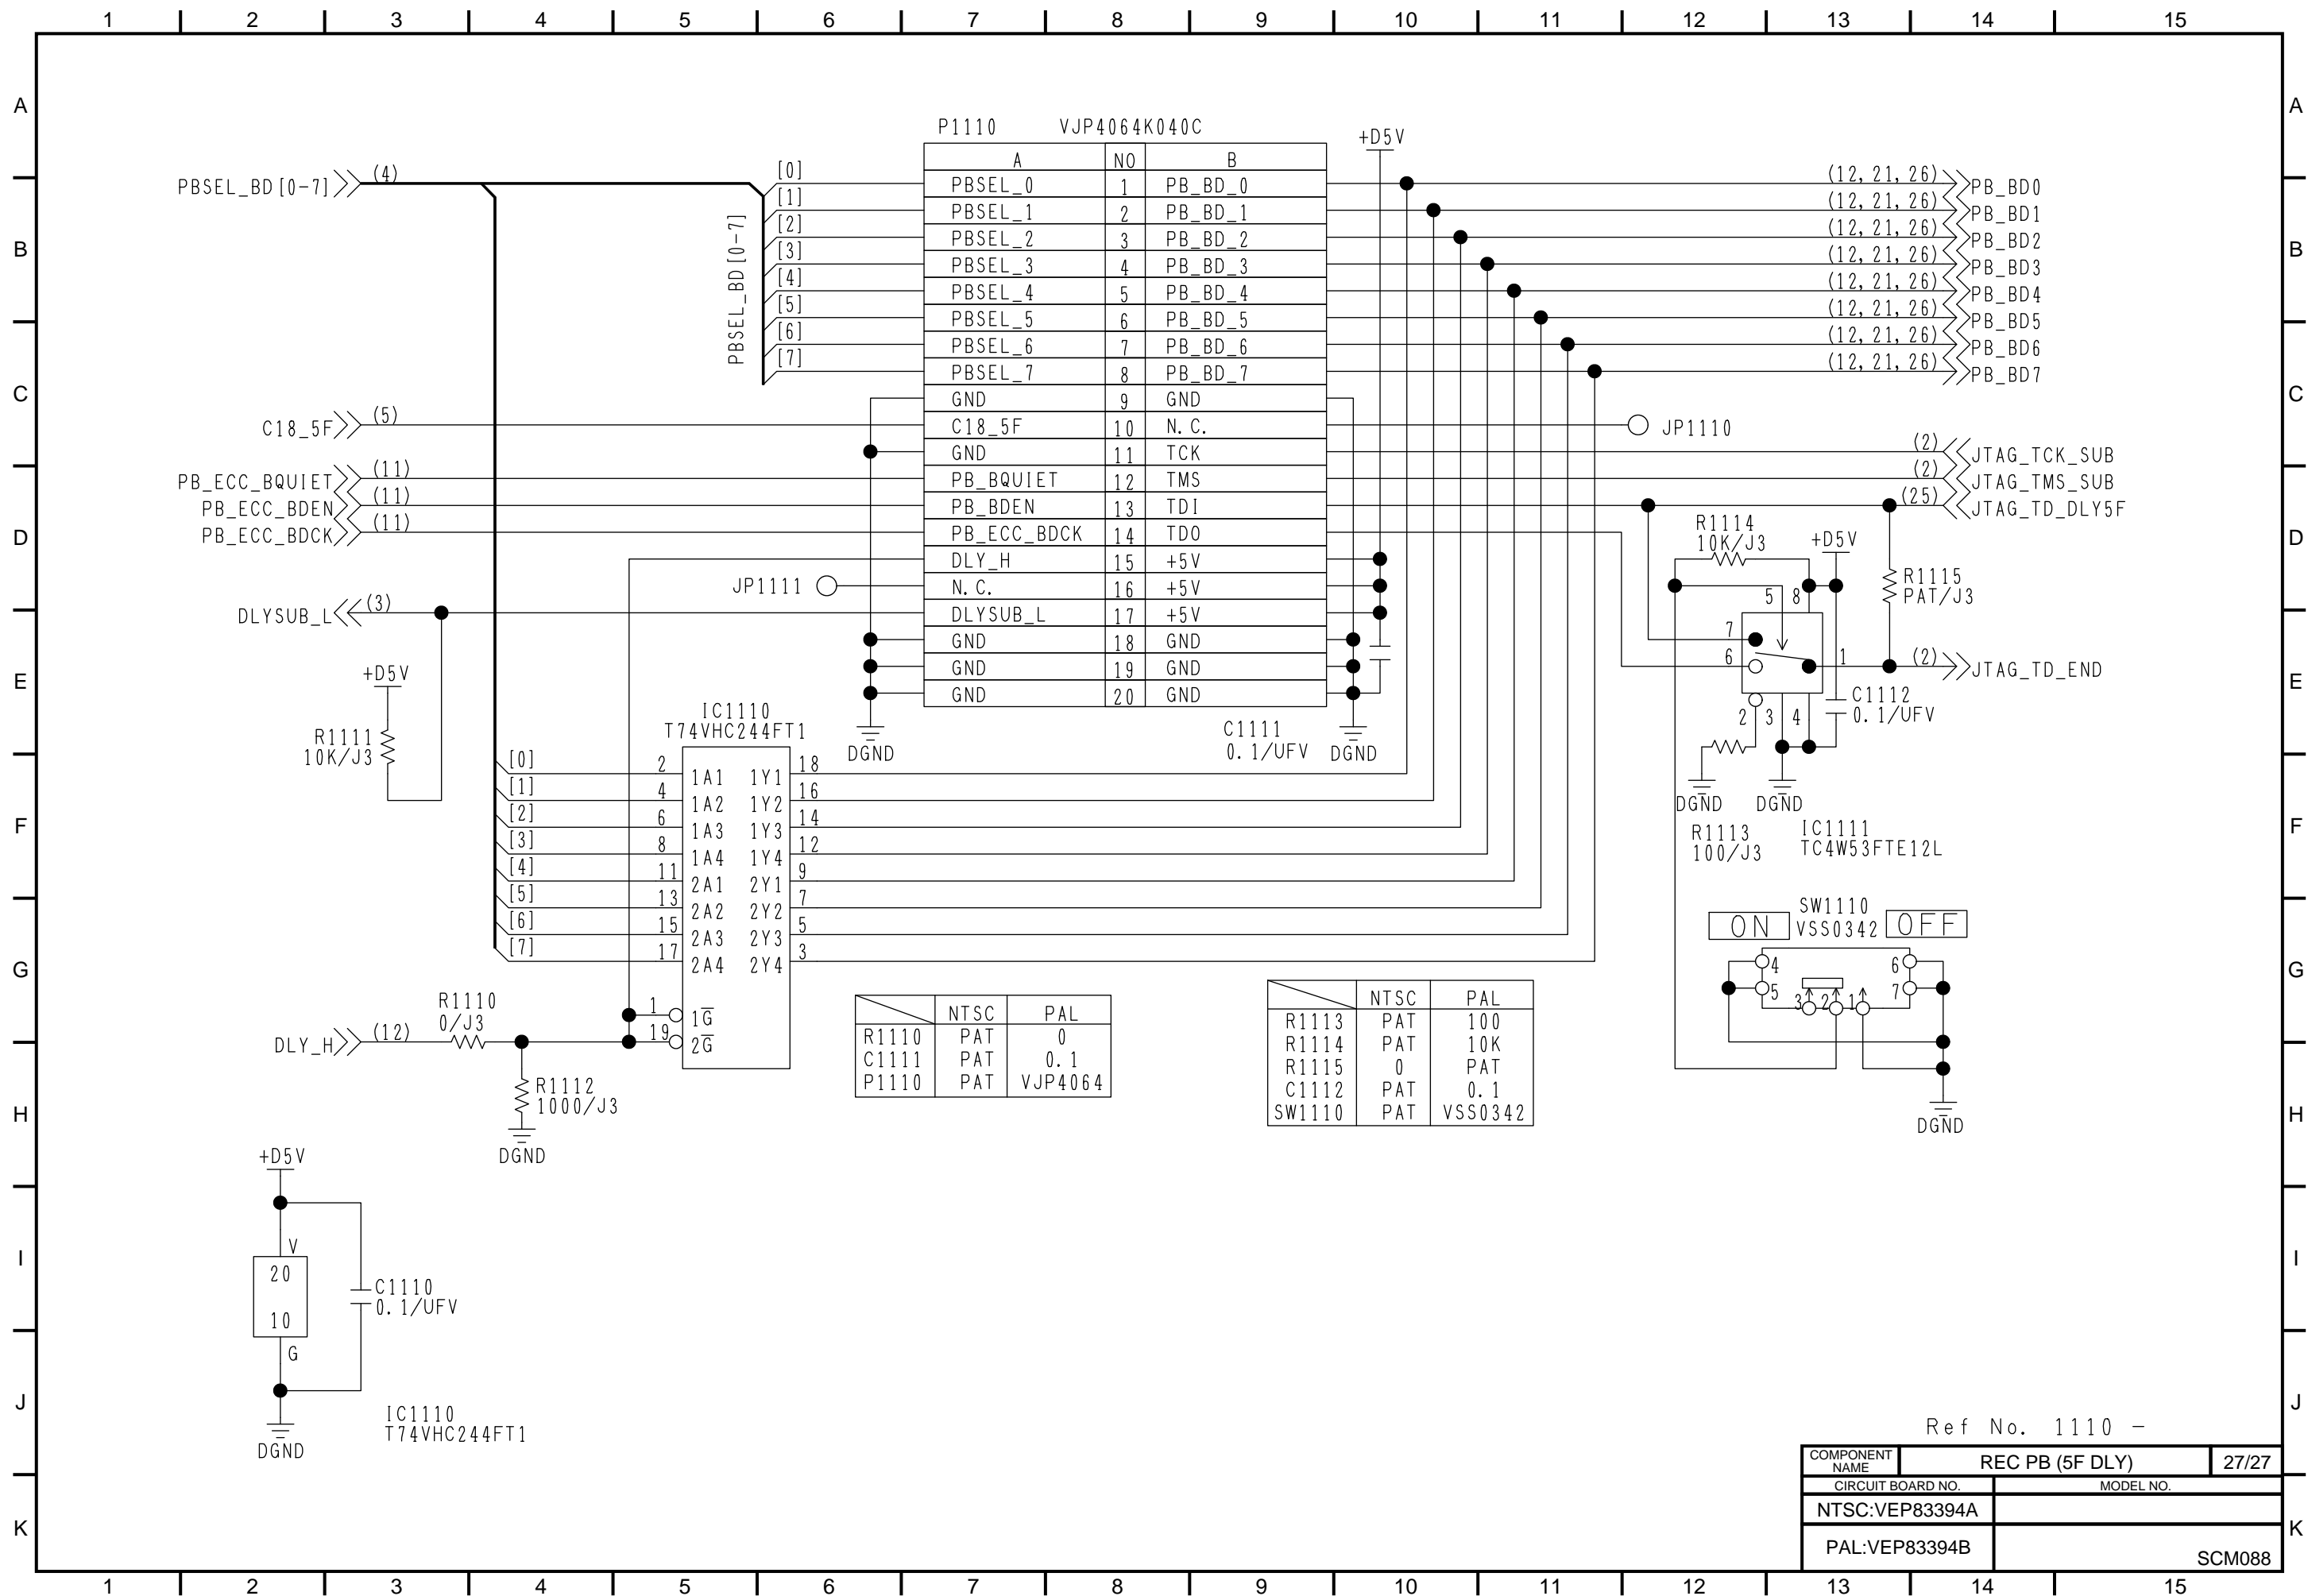 1 2 3 4 5 6 7 8 9 10 11 12 13 14 15
A A
B B
C C
D D
E E
F F
G G
H H
I I
J J
K K
P1110 VJP4064K040C
A NO B
PBSEL_0 1 PB_BD_0
PBSEL_1 2 PB_BD_1
PBSEL_2 3 PB_BD_2
PBSEL_3 4 PB_BD_3
PBSEL_4 5 PB_BD_4
PBSEL_5 6 PB_BD_5
PBSEL_6 7 PB_BD_6
PBSEL_7 8 PB_BD_7
GND 9 GND
C18_5F 10 N.C.
GND 11 TCK
PB_BQUIET 12 TMS
PB_BDEN 13 TDI
PB_ECC_BDCK 14 TDO
DLY_H 15 +5V
N.C. 16 +5V
DLYSUB_L 17 +5V
GND 18 GND
GND 19 GND
GND 20 GND
PBSEL_BD[0-7] (4)
PBSEL_BD[0-7]
[0]
[1]
[2]
[3]
[4]
[5]
[6]
[7]
C18_5F (5)
PB_ECC_BQUIET (11)
PB_ECC_BDEN (11)
PB_ECC_BDCK (11)
JP1111
DLYSUB_L (3)
+D5V
R1111
10K/J3
DGND
+D5V
C1111
0.1/UFV
DGND
(12,21,26) PB_BD0
(12,21,26) PB_BD1
(12,21,26) PB_BD2
(12,21,26) PB_BD3
(12,21,26) PB_BD4
(12,21,26) PB_BD5
(12,21,26) PB_BD6
(12,21,26) PB_BD7
JP1110
(2) JTAG_TCK_SUB
(2) JTAG_TMS_SUB
(25) JTAG_TD_DLY5F
R1114
10K/J3
+D5V
R1115
PAT/J3
5 8
7
6 1
(2) JTAG_TD_END
2 3 4
C1112
0.1/UFV
DGND DGND
R1113
100/J3
IC1111
TC4W53FTE12L
IC1110
T74VHC244FT1
[0] 2 1A1 1Y1 18
[1] 4 1A2 1Y2 16
[2] 6 1A3 1Y3 14
[3] 8 1A4 1Y4 12
[4] 11 2A1 2Y1 9
[5] 13 2A2 2Y2 7
[6] 15 2A3 2Y3 5
[7] 17 2A4 2Y4 3
1 1G
19 2G
DLY_H (12)
R1110
0/J3
R1112
1000/J3
DGND
NTSC PAL
R1110 PAT 0
C1111 PAT 0.1
P1110 PAT VJP4064
NTSC PAL
R1113 PAT 100
R1114 PAT 10K
R1115 0 PAT
C1112 PAT 0.1
SW1110 PAT VSS0342
SW1110
ON VSS0342 OFF
4 6
5 3 2 1 7
DGND
+D5V
V
20
10
G
C1110
0.1/UFV
DGND
IC1110
T74VHC244FT1
Ref No. 1110 -
COMPONENT NAME REC PB (5F DLY) 27/27
CIRCUIT BOARD NO. MODEL NO.
NTSC:VEP83394A
PAL:VEP83394B
SCM088
1 2 3 4 5 6 7 8 9 10 11 12 13 14 15